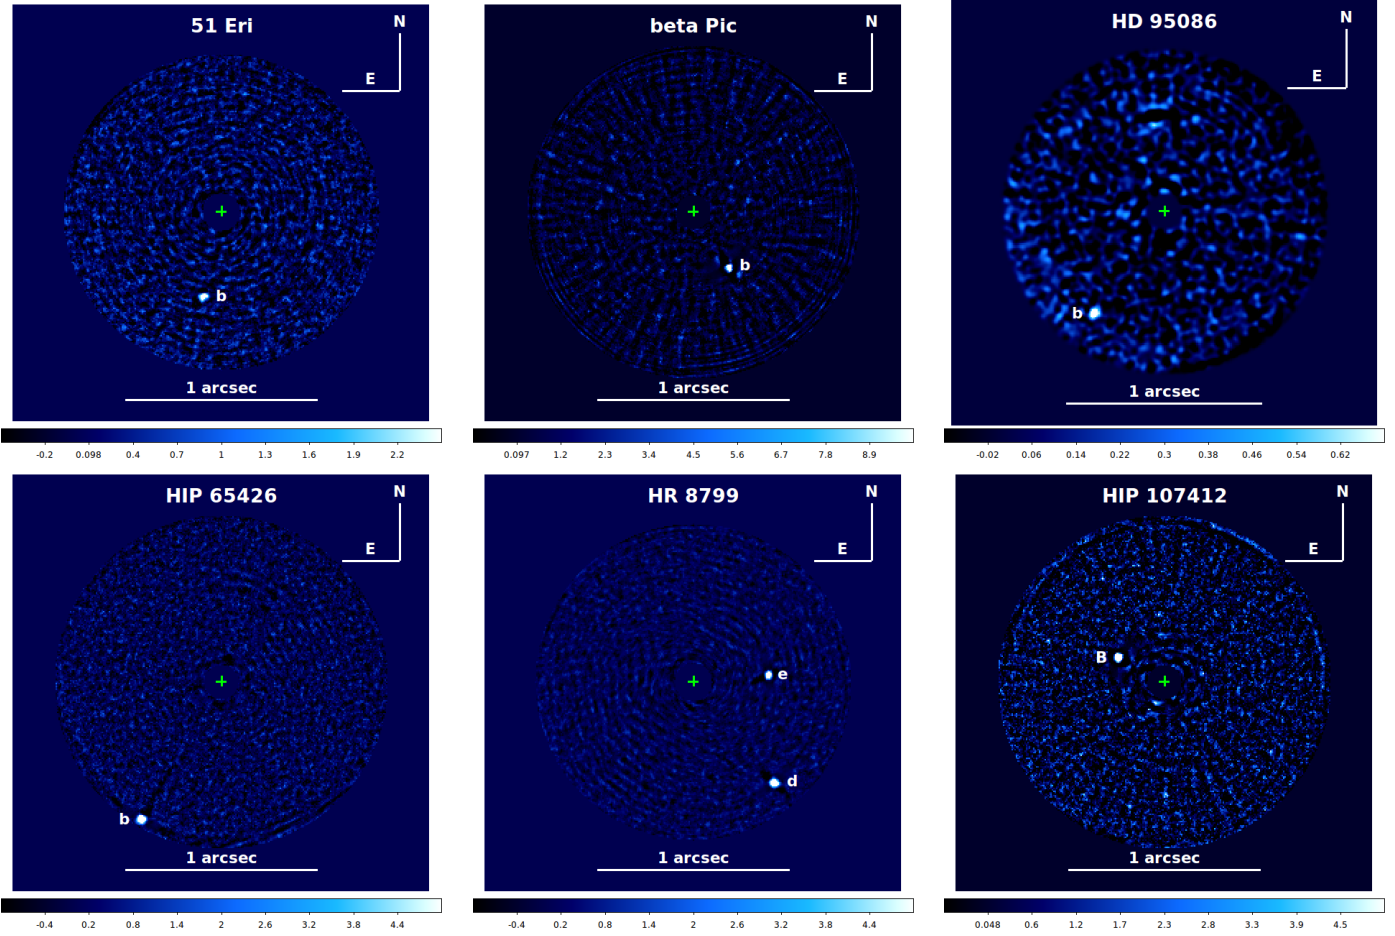 51 Eri
N
E
b
1 arcsec
-0.2 0.098 0.4 0.7 1 1.3 1.6 1.9 2.2
beta Pic
N
E
b
1 arcsec
0.097 1.2 2.3 3.4 4.5 5.6 6.7 7.8 8.9
HD 95086
N
E
b
1 arcsec
-0.02 0.06 0.14 0.22 0.3 0.38 0.46 0.54 0.62
HIP 65426
N
E
b
1 arcsec
-0.4 0.2 0.8 1.4 2 2.6 3.2 3.8 4.4
HR 8799
N
E
e
d
1 arcsec
-0.4 0.2 0.8 1.4 2 2.6 3.2 3.8 4.4
HIP 107412
N
E
B
1 arcsec
0.048 0.6 1.2 1.7 2.3 2.8 3.3 3.9 4.5